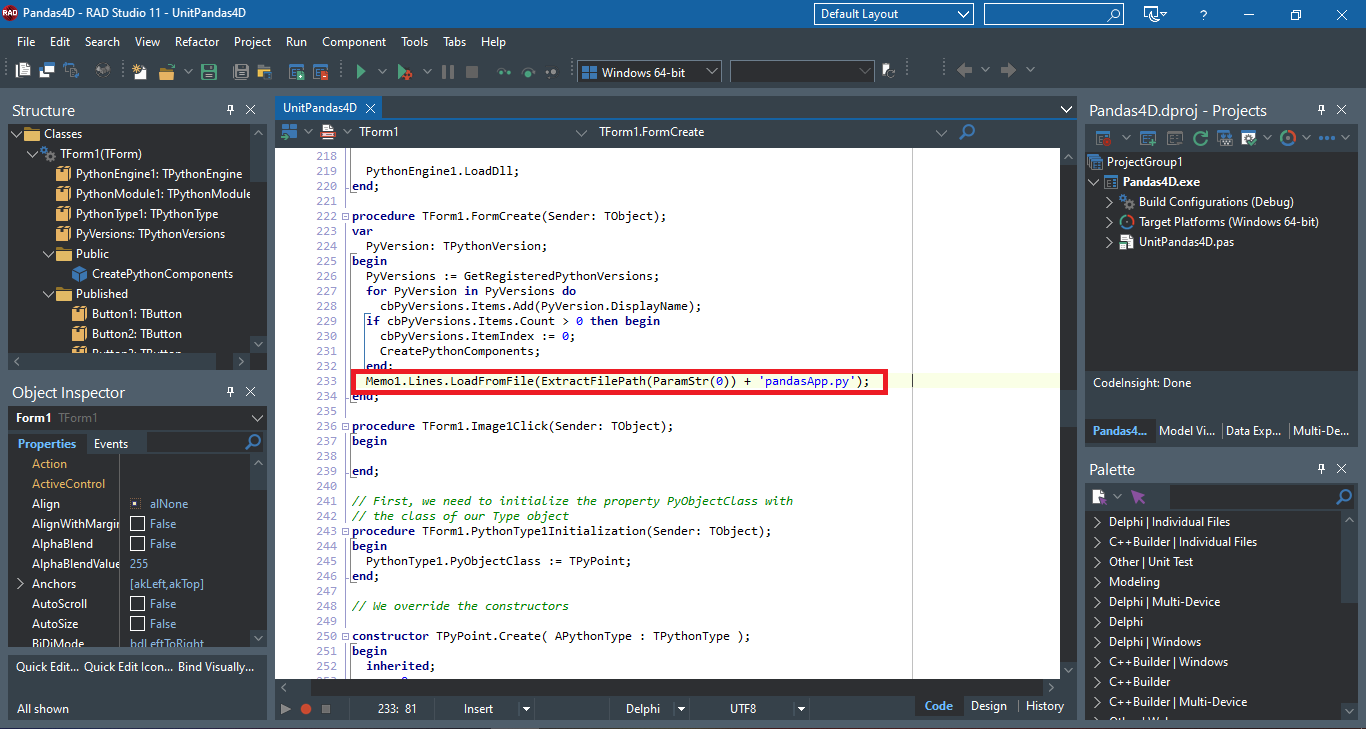 RAD Pandas4D - RAD Studio 11 - UnitPandas4D
Default Layout
?
File Edit Search View Refactor Project Run Component Tools Tabs Help
Windows 64-bit
Structure
Classes
TForm1(TForm)
PythonEngine1: TPythonEngine
PythonModule1: TPythonModule
PythonType1: TPythonType
PyVersions: TPythonVersions
Public
CreatePythonComponents
Published
Button1: TButton
Button2: TButton
Object Inspector
Form1 TForm1
Properties Events
Action
ActiveControl
Align alNone
AlignWithMargin False
AlphaBlend False
AlphaBlendValue 255
Anchors [akLeft,akTop]
AutoScroll False
AutoSize False
BiDiMode bdLeftToRight
Quick Edit... Quick Edit Icon... Bind Visually...
All shown
UnitPandas4D
TForm1 TForm1.FormCreate
218
219 PythonEngine1.LoadDll;
220 end;
221
222 procedure TForm1.FormCreate(Sender: TObject);
223 var
224 PyVersion: TPythonVersion;
225 begin
226 PyVersions := GetRegisteredPythonVersions;
227 for PyVersion in PyVersions do
228 cbPyVersions.Items.Add(PyVersion.DisplayName);
229 if cbPyVersions.Items.Count > 0 then begin
230 cbPyVersions.ItemIndex := 0;
231 CreatePythonComponents;
232 end;
233 Memo1.Lines.LoadFromFile(ExtractFilePath(ParamStr(0)) + 'pandasApp.py');
234 end;
235
236 procedure TForm1.Image1Click(Sender: TObject);
237 begin
238
239 end;
240
241 // First, we need to initialize the property PyObjectClass with
242 // the class of our Type object
243 procedure TForm1.PythonType1Initialization(Sender: TObject);
244 begin
245 PythonType1.PyObjectClass := TPyPoint;
246 end;
247
248 // We override the constructors
249
250 constructor TPyPoint.Create( APythonType : TPythonType );
251 begin
252 inherited;
233: 81 Insert Delphi UTF8 Code Design History
Pandas4D.dproj - Projects
ProjectGroup1
Pandas4D.exe
Build Configurations (Debug)
Target Platforms (Windows 64-bit)
UnitPandas4D.pas
CodeInsight: Done
Pandas4... Model Vi... Data Exp... Multi-De...
Palette
Delphi | Individual Files
C++Builder | Individual Files
Other | Unit Test
Modeling
Delphi | Multi-Device
Delphi
Delphi | Windows
C++Builder | Windows
C++Builder
C++Builder | Multi-Device